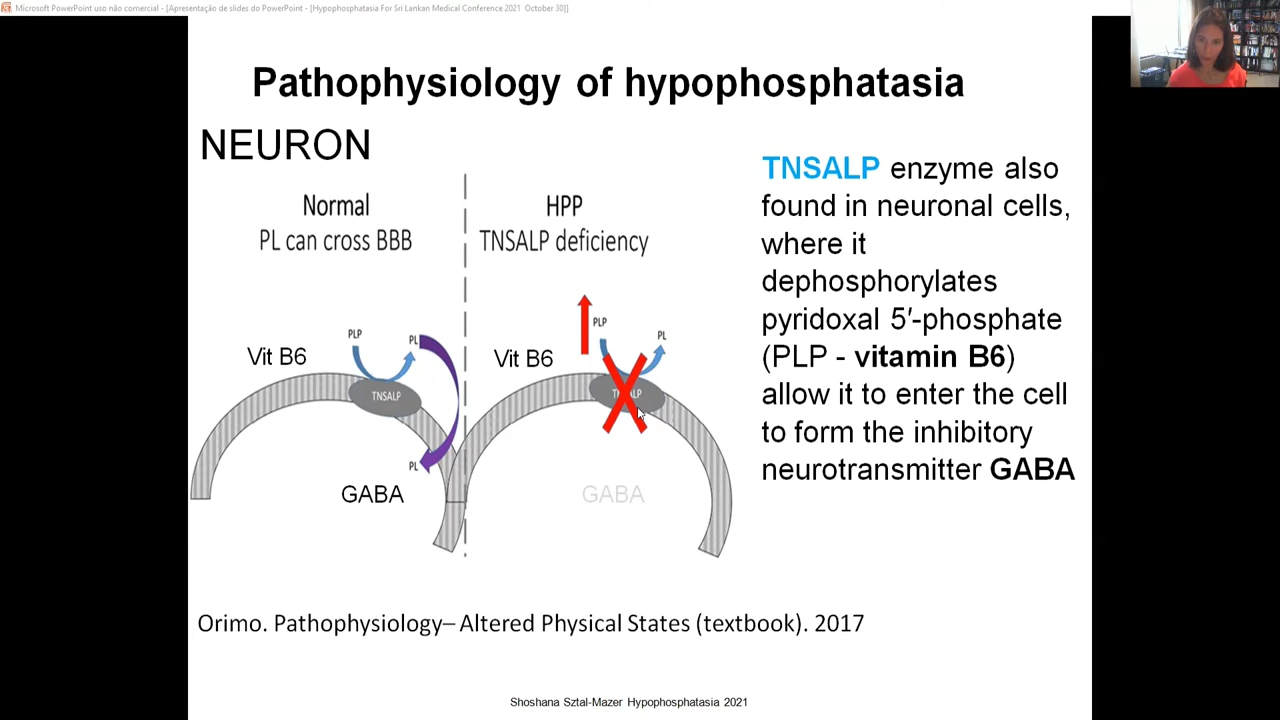 Microsoft PowerPoint uso não comercial - [Apresentação de slides do PowerPoint - [Hypophosphatasia For Sri Lankan Medical Conference 2021 October 30]]
Pathophysiology of hypophosphatasia
NEURON
Normal
PL can cross BBB
HPP
TNSALP deficiency
PLP
PL
Vit B6
TNSALP
PL
GABA
PLP
PL
Vit B6
GABA
TNSALP enzyme also
found in neuronal cells,
where it
dephosphorylates
pyridoxal 5′-phosphate
(PLP - vitamin B6)
allow it to enter the cell
to form the inhibitory
neurotransmitter GABA
Orimo. Pathophysiology– Altered Physical States (textbook). 2017
Shoshana Sztal-Mazer Hypophosphatasia 2021